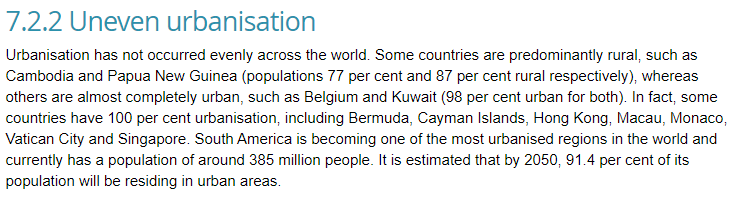 7.2.2 Uneven urbanisation
Urbanisation has not occurred evenly across the world. Some countries are predominantly rural, such as
Cambodia and Papua New Guinea (populations 77 per cent and 87 per cent rural respectively), whereas
others are almost completely urban, such as Belgium and Kuwait (98 per cent urban for both). In fact, some
countries have 100 per cent urbanisation, including Bermuda, Cayman Islands, Hong Kong, Macau, Monaco,
Vatican City and Singapore. South America is becoming one of the most urbanised regions in the world and
currently has a population of around 385 million people. It is estimated that by 2050, 91.4 per cent of its
population will be residing in urban areas.